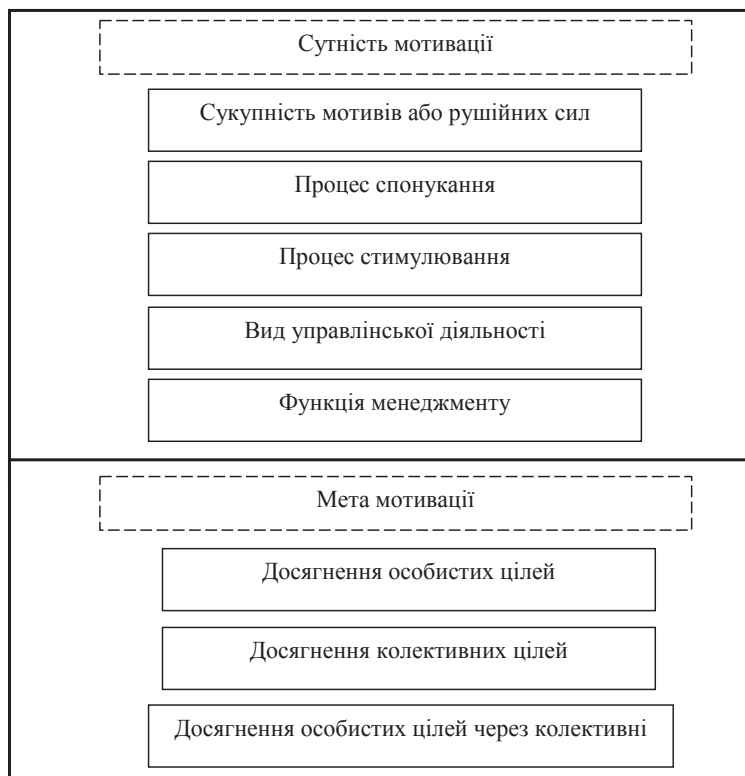 Сутність мотивації
Сукупність мотивів або рушійних сил
Процес спонукання
Процес стимулювання
Вид управлінської діяльності
Функція менеджменту
Мета мотивації
Досягнення особистих цілей
Досягнення колективних цілей
Досягнення особистих цілей через колективні